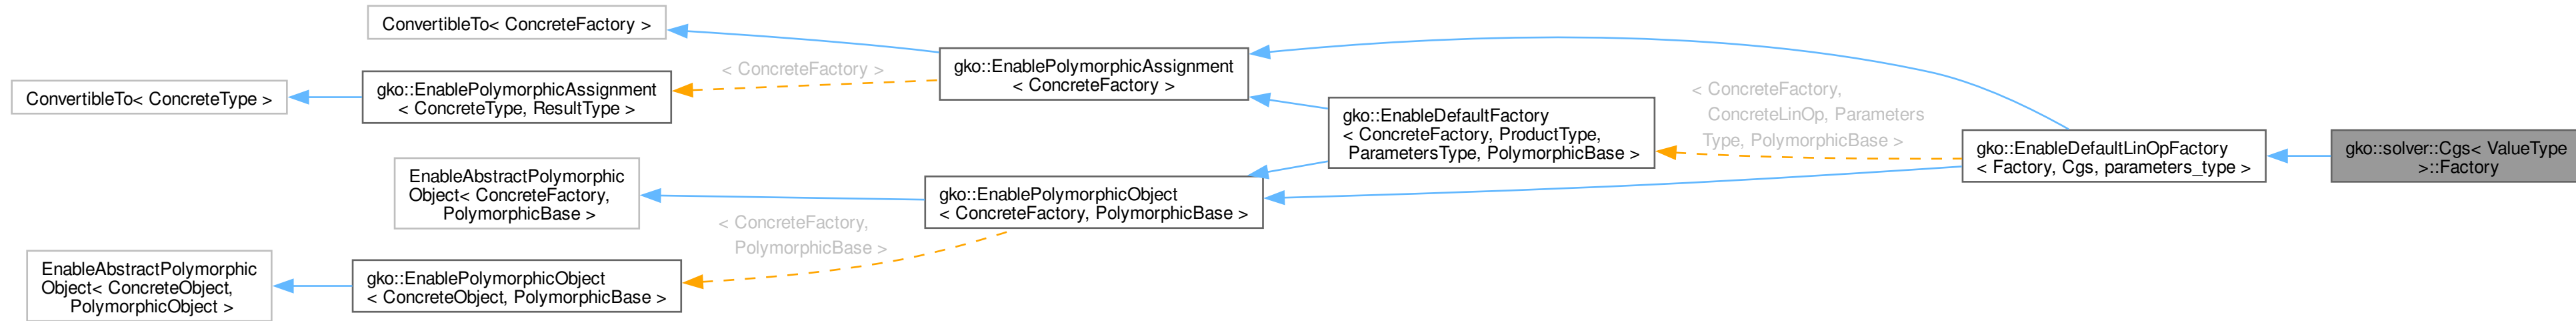 ConvertibleTo< ConcreteFactory >
ConvertibleTo< ConcreteType >
gko::EnablePolymorphicAssignment
< ConcreteType, ResultType >
< ConcreteFactory >
gko::EnablePolymorphicAssignment
< ConcreteFactory >
EnableAbstractPolymorphic
Object< ConcreteFactory,
PolymorphicBase >
EnableAbstractPolymorphic
Object< ConcreteObject,
PolymorphicObject >
gko::EnablePolymorphicObject
< ConcreteObject, PolymorphicBase >
< ConcreteFactory,
PolymorphicBase >
gko::EnablePolymorphicObject
< ConcreteFactory, PolymorphicBase >
gko::EnableDefaultFactory
< ConcreteFactory, ProductType,
ParametersType, PolymorphicBase >
< ConcreteFactory,
ConcreteLinOp, Parameters
Type, PolymorphicBase >
gko::EnableDefaultLinOpFactory
< Factory, Cgs, parameters_type >
gko::solver::Cgs< ValueType
>::Factory